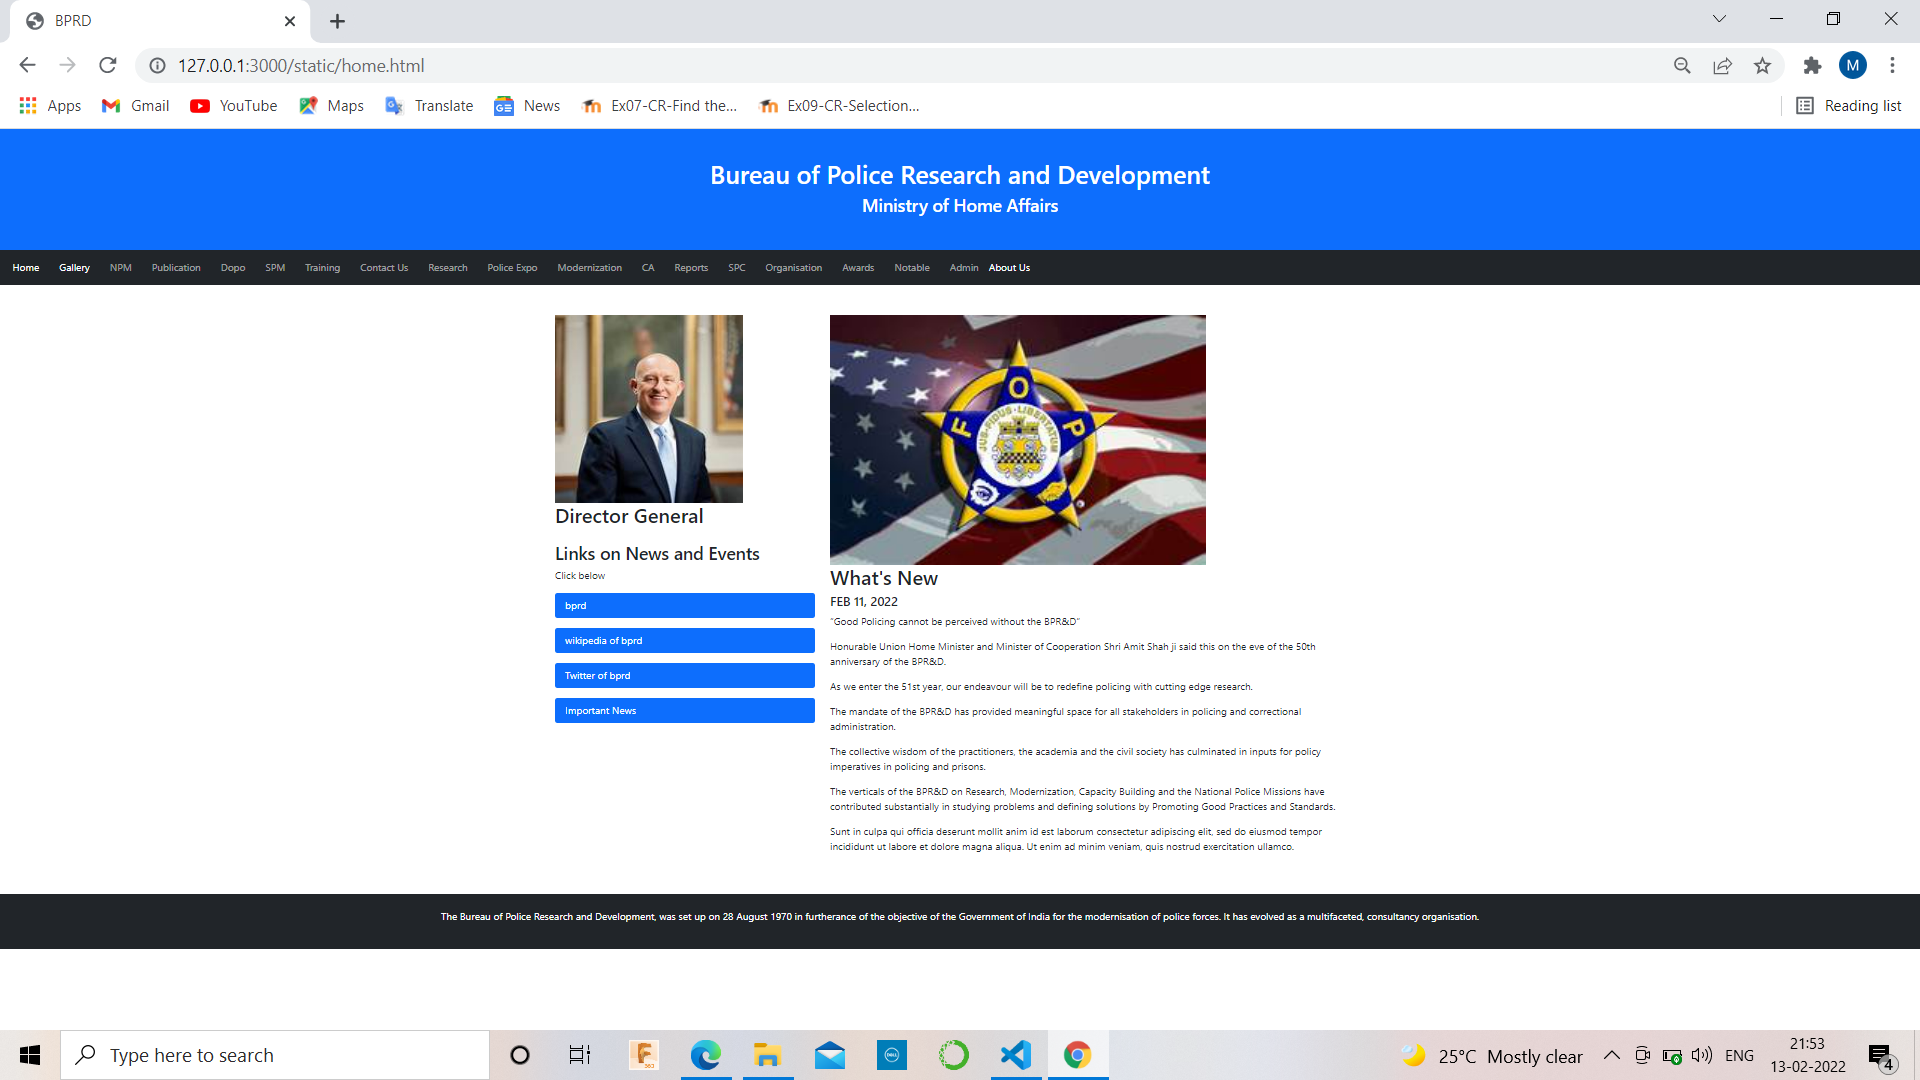 BPRD
127.0.0.1:3000/static/home.html
M
Apps Gmail YouTube Maps Translate News Ex07-CR-Find the... Ex09-CR-Selection... Reading list
Bureau of Police Research and Development
Ministry of Home Affairs
Home Gallery NPM Publication Dopo SPM Training Contact Us Research Police Expo Modernization CA Reports SPC Organisation Awards Notable Admin About Us
F O P
JUS·FIDUS·LIBERTATUM
Director General
Links on News and Events
Click below
bprd
wikipedia of bprd
Twitter of bprd
Important News
What's New
FEB 11, 2022
"Good Policing cannot be perceived without the BPR&D"
Honurable Union Home Minister and Minister of Cooperation Shri Amit Shah ji said this on the eve of the 50th
anniversary of the BPR&D.
As we enter the 51st year, our endeavour will be to redefine policing with cutting edge research.
The mandate of the BPR&D has provided meaningful space for all stakeholders in policing and correctional
administration.
The collective wisdom of the practitioners, the academia and the civil society has culminated in inputs for policy
imperatives in policing and prisons.
The verticals of the BPR&D on Research, Modernization, Capacity Building and the National Police Missions have
contributed substantially in studying problems and defining solutions by Promoting Good Practices and Standards.
Sunt in culpa qui officia deserunt mollit anim id est laborum consectetur adipiscing elit, sed do eiusmod tempor
incididunt ut labore et dolore magna aliqua. Ut enim ad minim veniam, quis nostrud exercitation ullamco.
The Bureau of Police Research and Development, was set up on 28 August 1970 in furtherance of the objective of the Government of India for the modernisation of police forces. It has evolved as a multifaceted, consultancy organisation.
Type here to search
25°C Mostly clear
ENG
21:53
13-02-2022
4